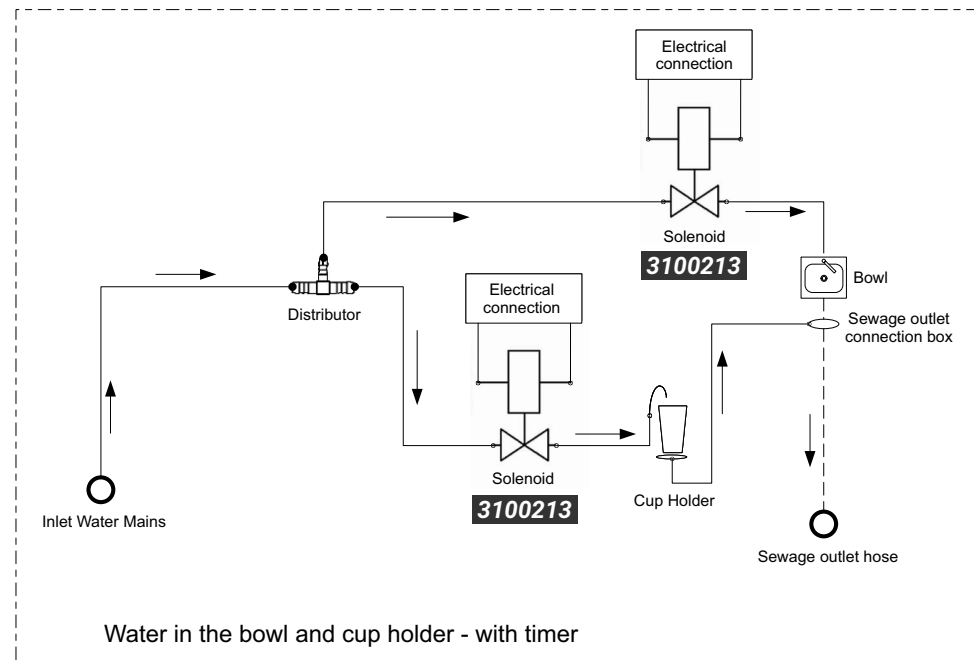 Electrical
connection
Solenoid
3100213
Bowl
Electrical
connection
Distributor
Sewage outlet
connection box
Solenoid
3100213
Cup Holder
Inlet Water Mains
Sewage outlet hose
Water in the bowl and cup holder - with timer